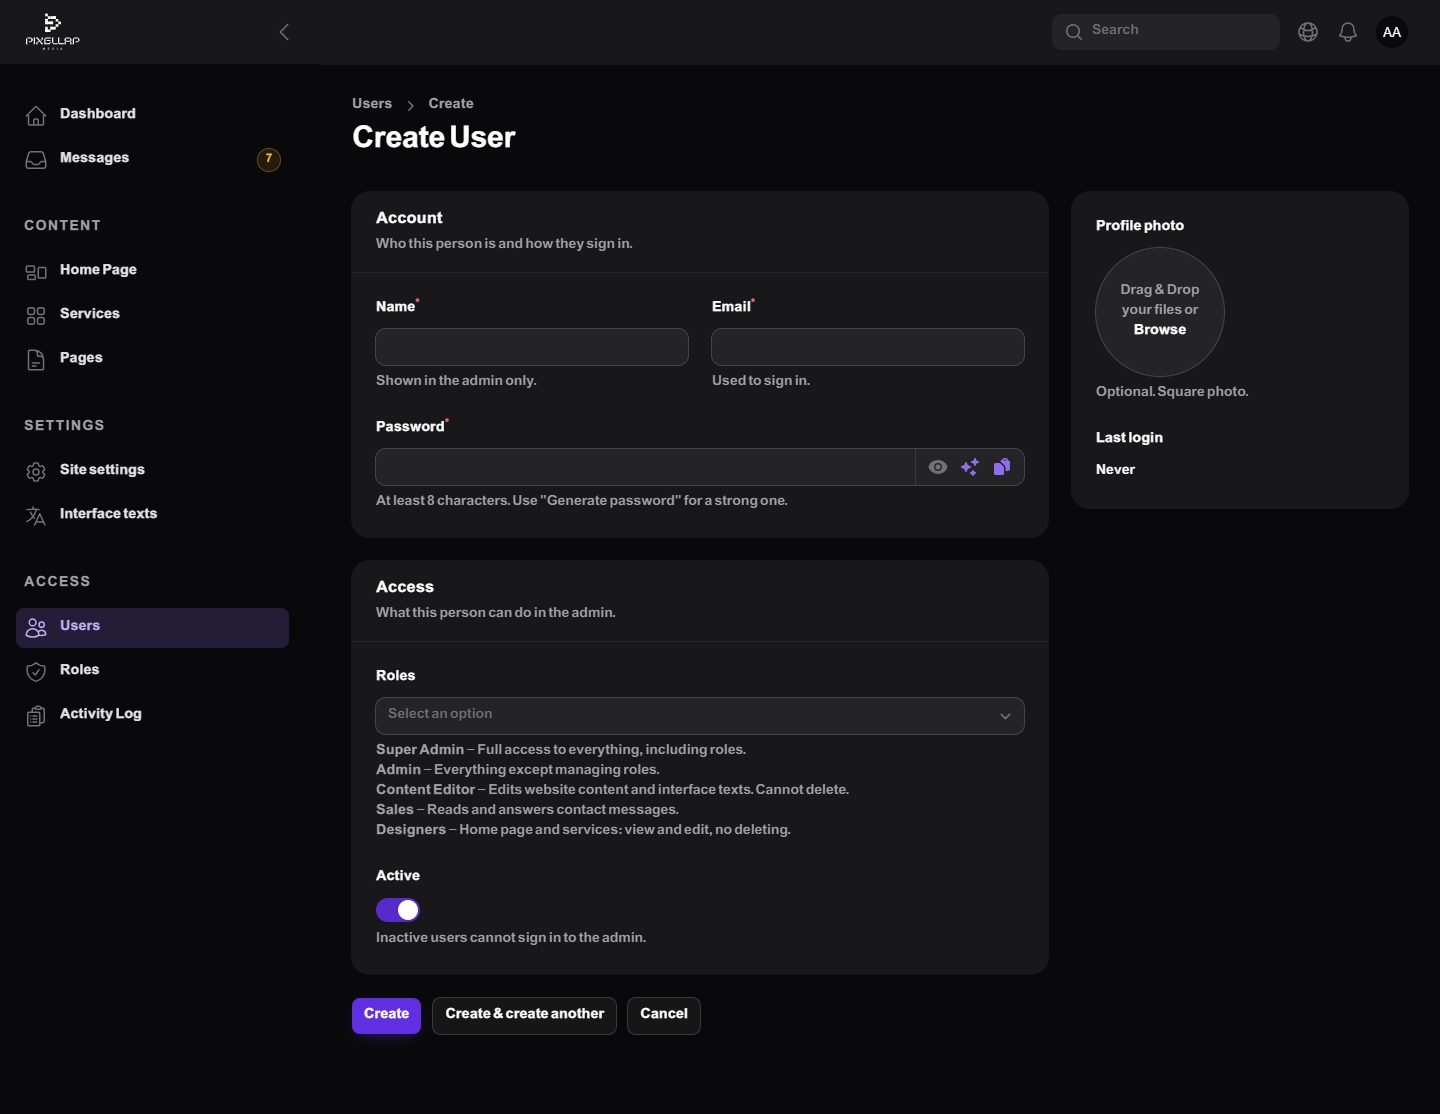 PIXELLAP
MEDIA
Search
AA
Dashboard
Messages
7
CONTENT
Home Page
Services
Pages
SETTINGS
Site settings
Interface texts
ACCESS
Users
Roles
Activity Log
Users > Create
Create User
Account
Who this person is and how they sign in.
Name*
Shown in the admin only.
Email*
Used to sign in.
Password*
At least 8 characters. Use "Generate password" for a strong one.
Access
What this person can do in the admin.
Roles
Select an option
Super Admin – Full access to everything, including roles.
Admin – Everything except managing roles.
Content Editor – Edits website content and interface texts. Cannot delete.
Sales – Reads and answers contact messages.
Designers – Home page and services: view and edit, no deleting.
Active
Inactive users cannot sign in to the admin.
Create
Create & create another
Cancel
Profile photo
Drag & Drop
your files or
Browse
Optional. Square photo.
Last login
Never